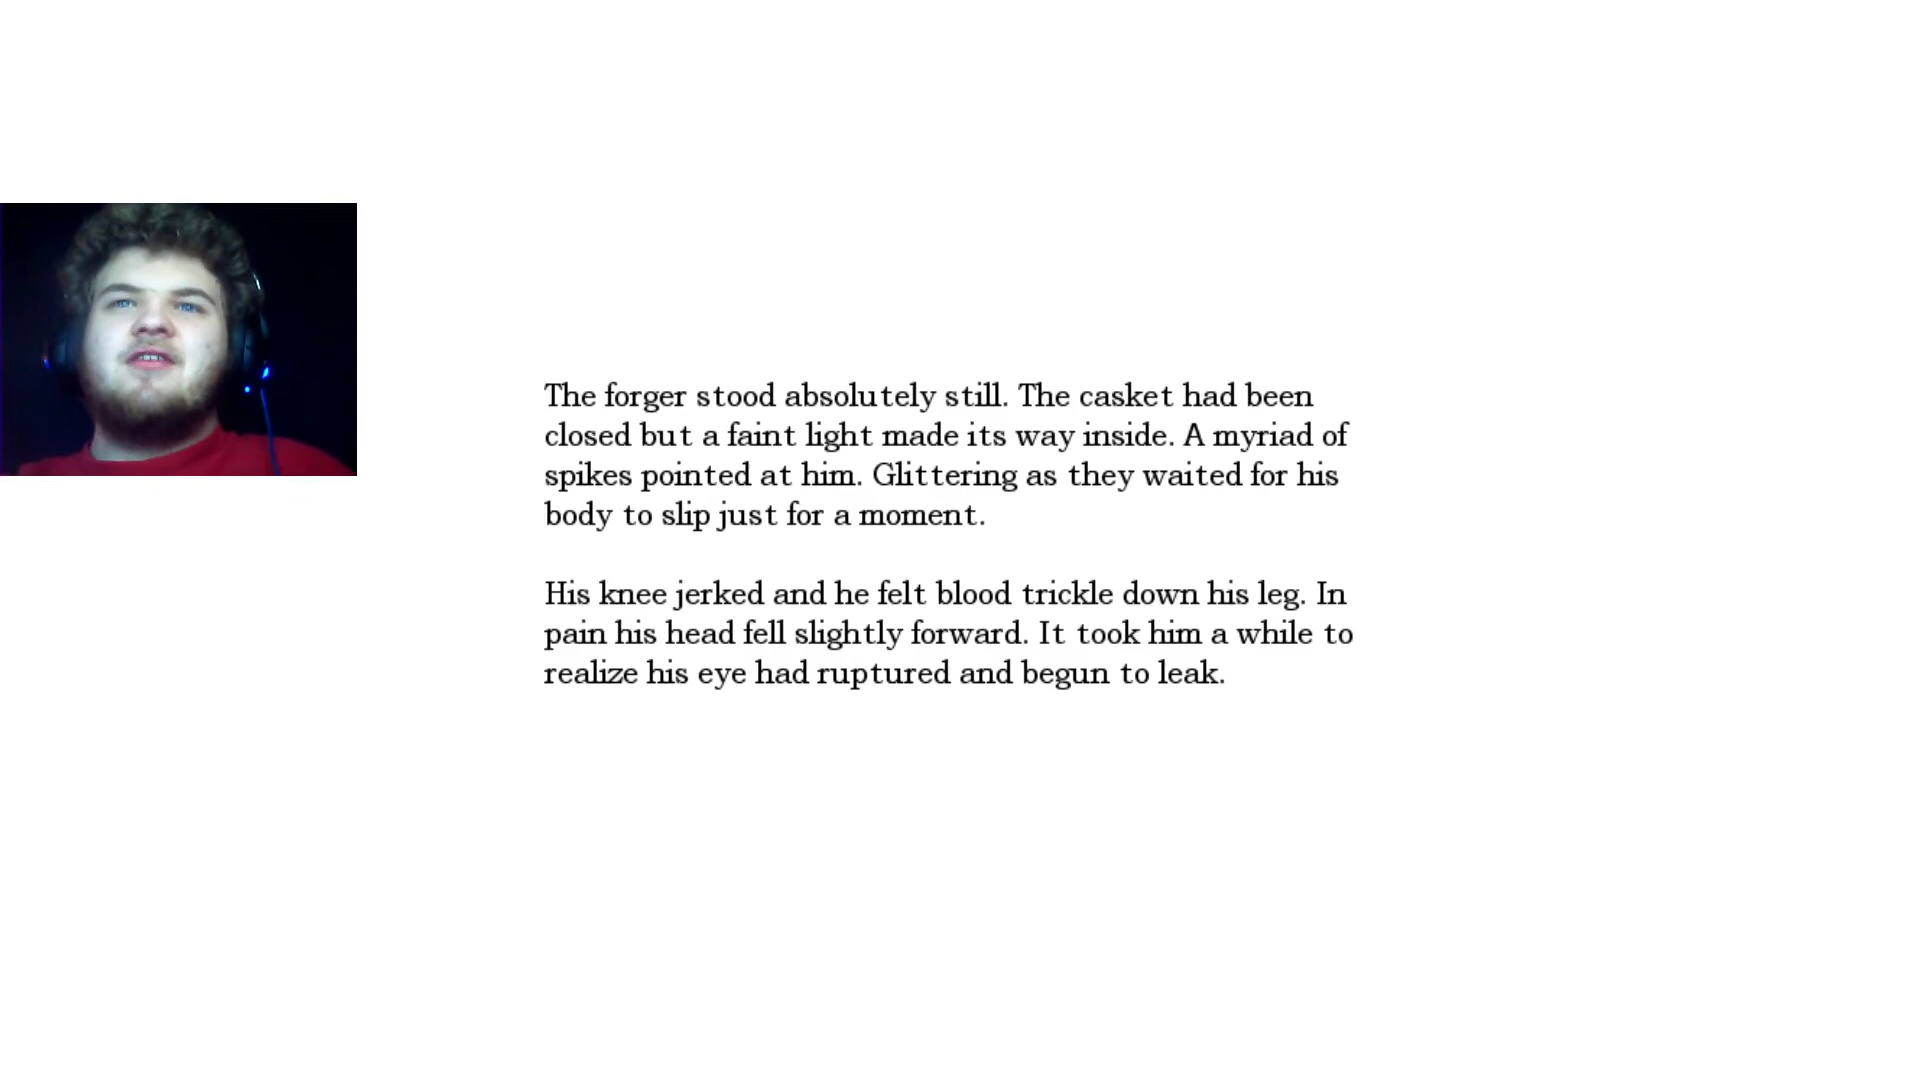 The forger stood absolutely still. The casket had been
closed but a faint light made its way inside. A myriad of
spikes pointed at him. Glittering as they waited for his
body to slip just for a moment.
His knee jerked and he felt blood trickle down his leg. In
pain his head fell slightly forward. It took him a while to
realize his eye had ruptured and begun to leak.